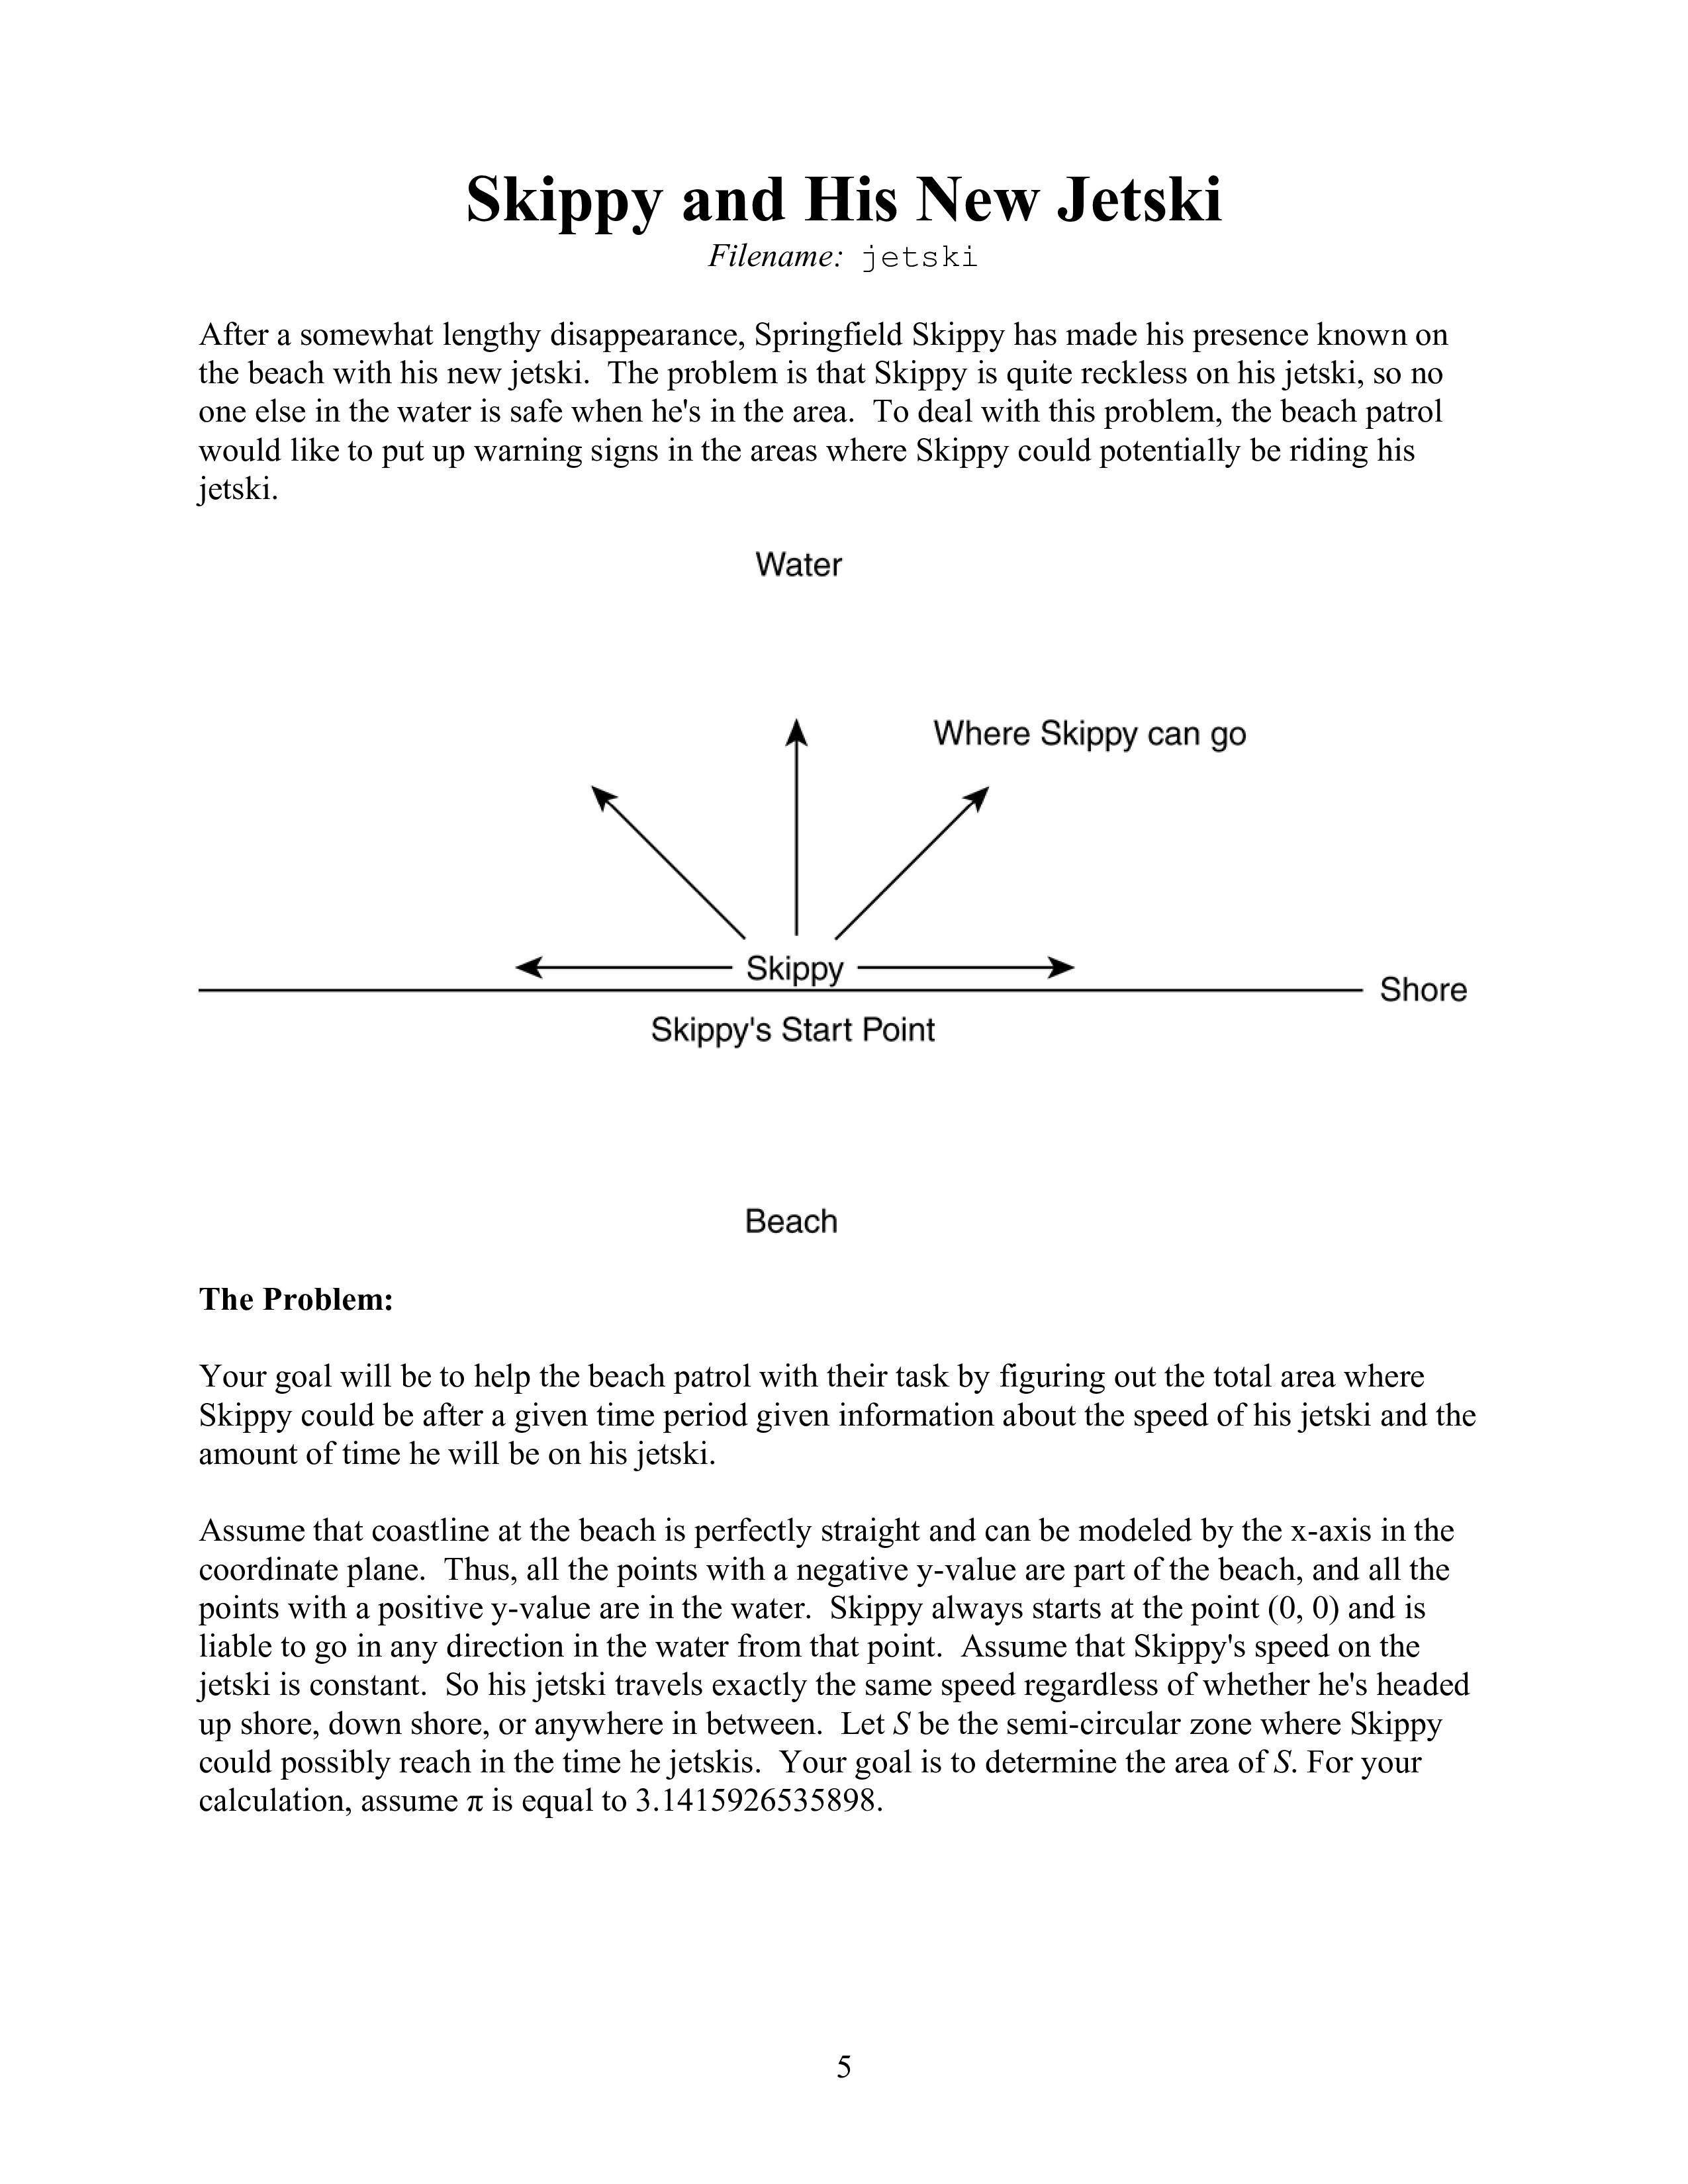 Skippy and His New Jetski
Filename: jetski
After a somewhat lengthy disappearance, Springfield Skippy has made his presence known on
the beach with his new jetski.  The problem is that Skippy is quite reckless on his jetski, so no
one else in the water is safe when he's in the area.  To deal with this problem, the beach patrol
would like to put up warning signs in the areas where Skippy could potentially be riding his
jetski.
Water
Where Skippy can go
Skippy
Shore
Skippy's Start Point
Beach
The Problem:
Your goal will be to help the beach patrol with their task by figuring out the total area where
Skippy could be after a given time period given information about the speed of his jetski and the
amount of time he will be on his jetski.
Assume that coastline at the beach is perfectly straight and can be modeled by the x-axis in the
coordinate plane.  Thus, all the points with a negative y-value are part of the beach, and all the
points with a positive y-value are in the water.  Skippy always starts at the point (0, 0) and is
liable to go in any direction in the water from that point.  Assume that Skippy's speed on the
jetski is constant.  So his jetski travels exactly the same speed regardless of whether he's headed
up shore, down shore, or anywhere in between.  Let S be the semi-circular zone where Skippy
could possibly reach in the time he jetskis.  Your goal is to determine the area of S. For your
calculation, assume π is equal to 3.1415926535898.
5